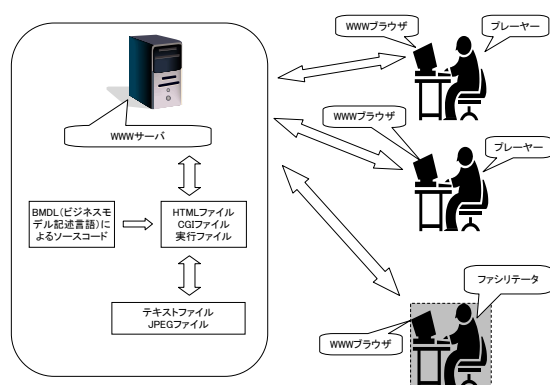 WWWサーバ
BMDL(ビジネスモ
デル記述言語)に
よるソースコード
HTMLファイル
CGIファイル
実行ファイル
テキストファイル
JPEGファイル
WWWブラウザ
プレーヤー
WWWブラウザ
プレーヤー
ファシリテータ
WWWブラウザ